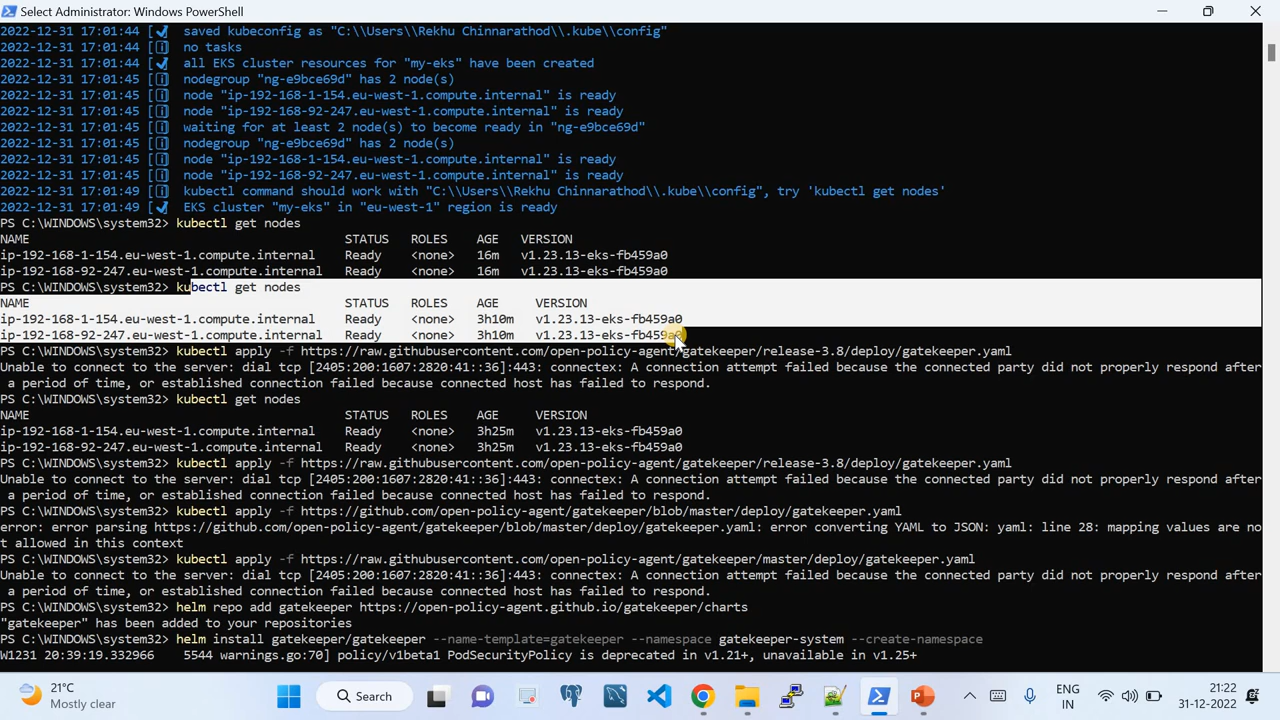 Select Administrator: Windows PowerShell
2022-12-31 17:01:44 [✔]  saved kubeconfig as "C:\\Users\\Rekhu Chinnarathod\\.kube\\config"
2022-12-31 17:01:44 [ℹ]  no tasks
2022-12-31 17:01:44 [✔]  all EKS cluster resources for "my-eks" have been created
2022-12-31 17:01:45 [ℹ]  nodegroup "ng-e9bce69d" has 2 node(s)
2022-12-31 17:01:45 [ℹ]  node "ip-192-168-1-154.eu-west-1.compute.internal" is ready
2022-12-31 17:01:45 [ℹ]  node "ip-192-168-92-247.eu-west-1.compute.internal" is ready
2022-12-31 17:01:45 [ℹ]  waiting for at least 2 node(s) to become ready in "ng-e9bce69d"
2022-12-31 17:01:45 [ℹ]  nodegroup "ng-e9bce69d" has 2 node(s)
2022-12-31 17:01:45 [ℹ]  node "ip-192-168-1-154.eu-west-1.compute.internal" is ready
2022-12-31 17:01:45 [ℹ]  node "ip-192-168-92-247.eu-west-1.compute.internal" is ready
2022-12-31 17:01:49 [ℹ]  kubectl command should work with "C:\\Users\\Rekhu Chinnarathod\\.kube\\config", try 'kubectl get nodes'
2022-12-31 17:01:49 [✔]  EKS cluster "my-eks" in "eu-west-1" region is ready
PS C:\WINDOWS\system32> kubectl get nodes
NAME STATUS ROLES AGE VERSION
ip-192-168-1-154.eu-west-1.compute.internal Ready <none> 16m v1.23.13-eks-fb459a0
ip-192-168-92-247.eu-west-1.compute.internal Ready <none> 16m v1.23.13-eks-fb459a0
PS C:\WINDOWS\system32> kubectl get nodes
NAME STATUS ROLES AGE VERSION
ip-192-168-1-154.eu-west-1.compute.internal Ready <none> 3h10m v1.23.13-eks-fb459a0
ip-192-168-92-247.eu-west-1.compute.internal Ready <none> 3h10m v1.23.13-eks-fb459a0
PS C:\WINDOWS\system32> kubectl apply -f https://raw.githubusercontent.com/open-policy-agent/gatekeeper/release-3.8/deploy/gatekeeper.yaml
Unable to connect to the server: dial tcp [2405:200:1607:2820:41::36]:443: connectex: A connection attempt failed because the connected party did not properly respond after
a period of time, or established connection failed because connected host has failed to respond.
PS C:\WINDOWS\system32> kubectl get nodes
NAME STATUS ROLES AGE VERSION
ip-192-168-1-154.eu-west-1.compute.internal Ready <none> 3h25m v1.23.13-eks-fb459a0
ip-192-168-92-247.eu-west-1.compute.internal Ready <none> 3h25m v1.23.13-eks-fb459a0
PS C:\WINDOWS\system32> kubectl apply -f https://raw.githubusercontent.com/open-policy-agent/gatekeeper/release-3.8/deploy/gatekeeper.yaml
Unable to connect to the server: dial tcp [2405:200:1607:2820:41::36]:443: connectex: A connection attempt failed because the connected party did not properly respond after
a period of time, or established connection failed because connected host has failed to respond.
PS C:\WINDOWS\system32> kubectl apply -f https://github.com/open-policy-agent/gatekeeper/blob/master/deploy/gatekeeper.yaml
error: error parsing https://github.com/open-policy-agent/gatekeeper/blob/master/deploy/gatekeeper.yaml: error converting YAML to JSON: yaml: line 28: mapping values are no
t allowed in this context
PS C:\WINDOWS\system32> kubectl apply -f https://raw.githubusercontent.com/open-policy-agent/gatekeeper/master/deploy/gatekeeper.yaml
Unable to connect to the server: dial tcp [2405:200:1607:2820:41::36]:443: connectex: A connection attempt failed because the connected party did not properly respond after
a period of time, or established connection failed because connected host has failed to respond.
PS C:\WINDOWS\system32> helm repo add gatekeeper https://open-policy-agent.github.io/gatekeeper/charts
"gatekeeper" has been added to your repositories
PS C:\WINDOWS\system32> helm install gatekeeper/gatekeeper --name-template=gatekeeper --namespace gatekeeper-system --create-namespace
W1231 20:39:19.332966    5544 warnings.go:70] policy/v1beta1 PodSecurityPolicy is deprecated in v1.21+, unavailable in v1.25+
21°C
Mostly clear
Search
ENG
IN
21:22
31-12-2022